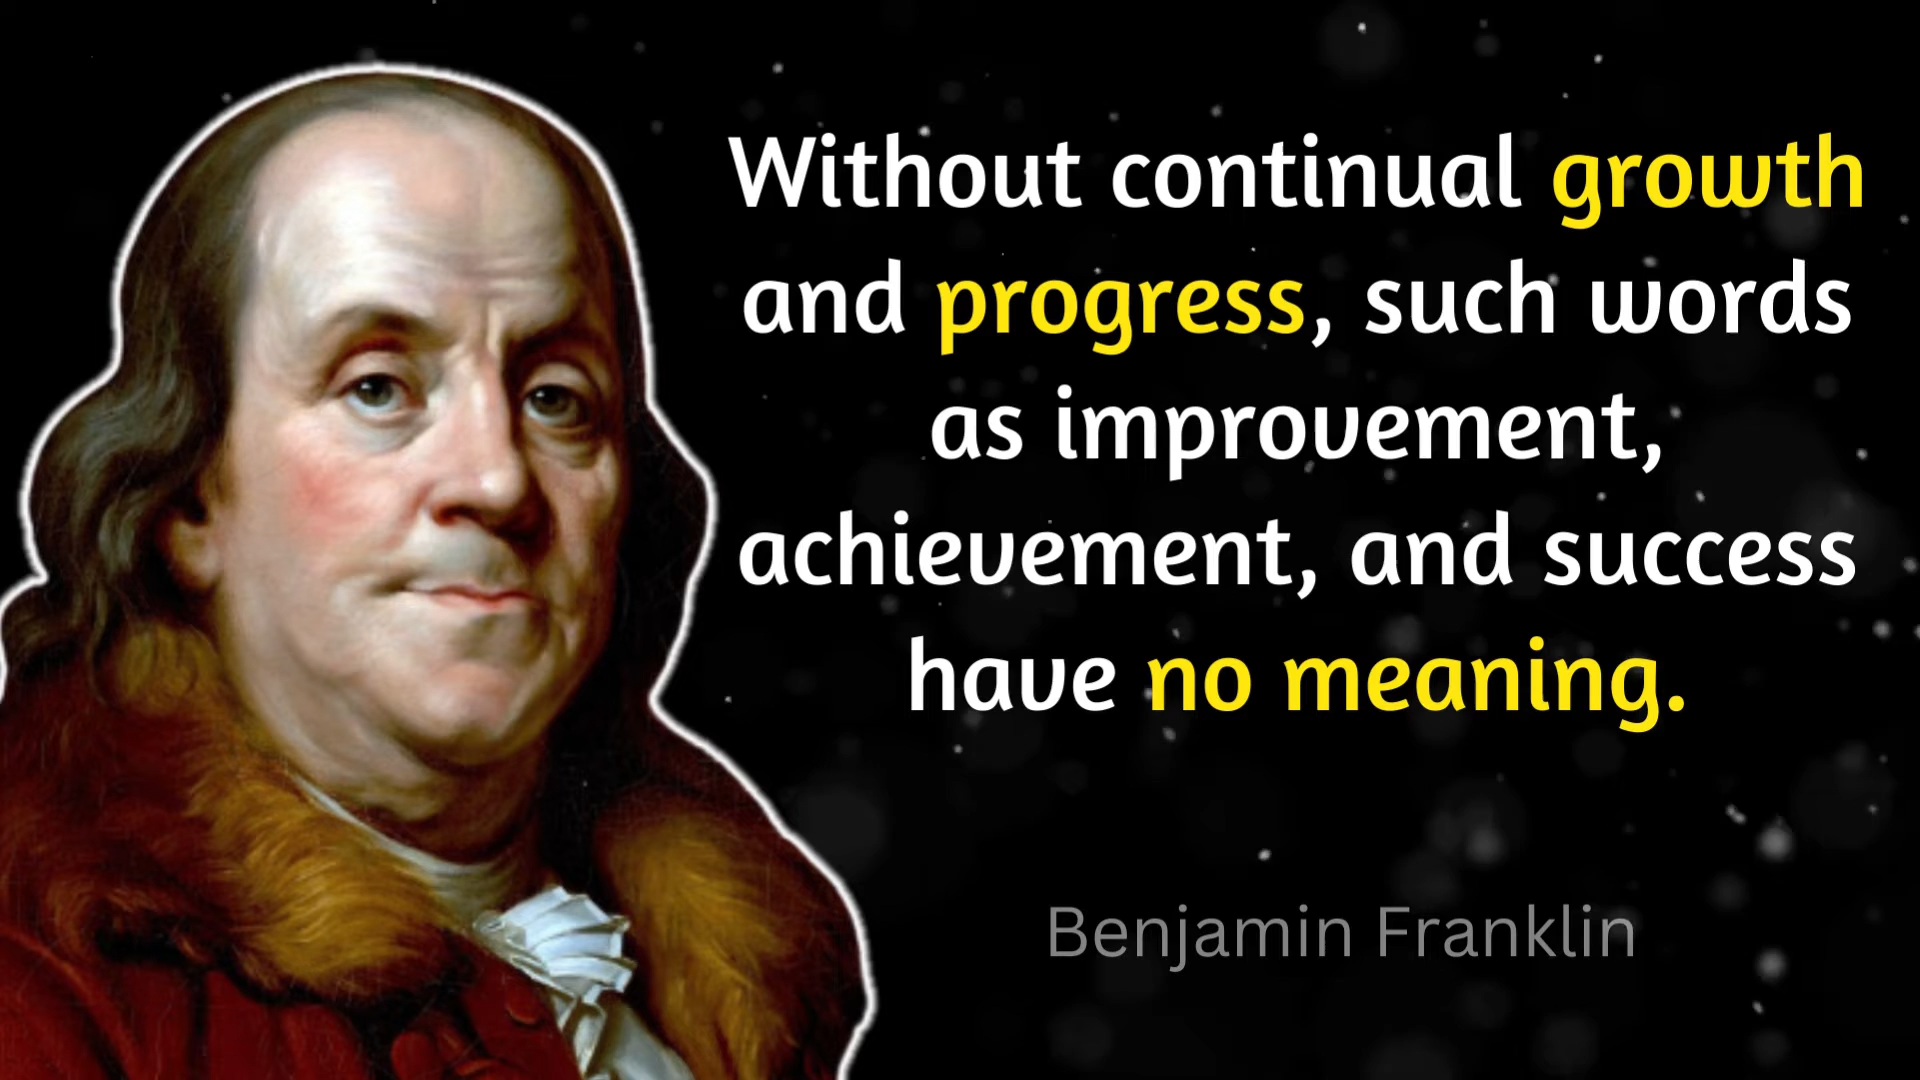 Without continual growth
and progress, such words
as improvement,
achievement, and success
have no meaning.
Benjamin Franklin